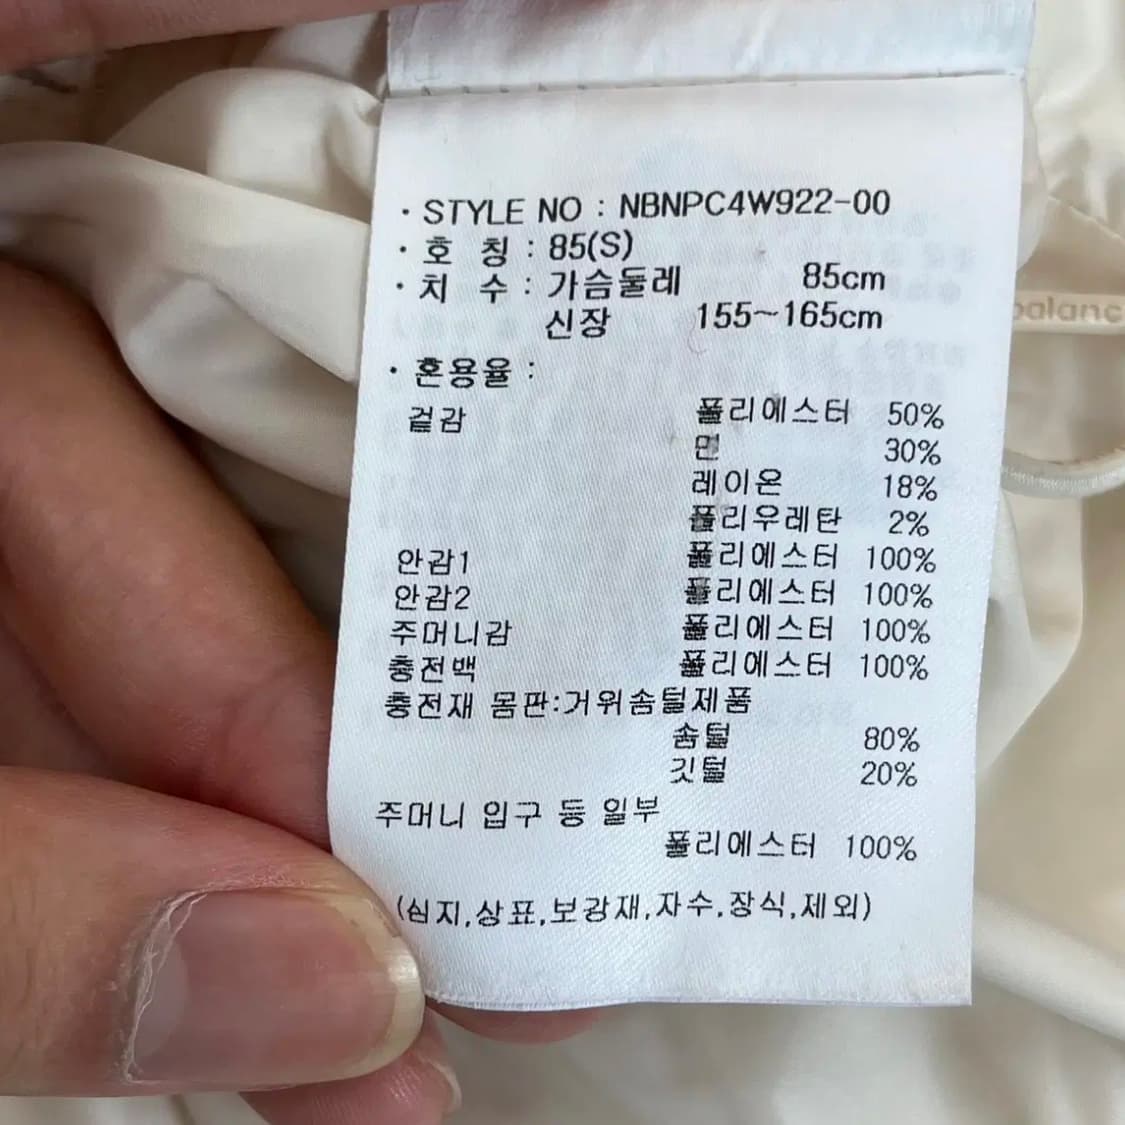 · STYLE NO : NBNPC4W922-00
· 호 칭 : 85(S)
· 치 수 : 가슴둘레 85cm
신장 155~165cm
· 혼용율 :
겉감 폴리에스터 50%
면 30%
레이온 18%
폴리우레탄 2%
안감1 폴리에스터 100%
안감2 폴리에스터 100%
주머니감 폴리에스터 100%
충전백 폴리에스터 100%
충전재 몸판:거위솜털제품
솜털 80%
깃털 20%
주머니 입구 등 일부
폴리에스터 100%
(심지,상표,보강재,자수,장식,제외)
balanc